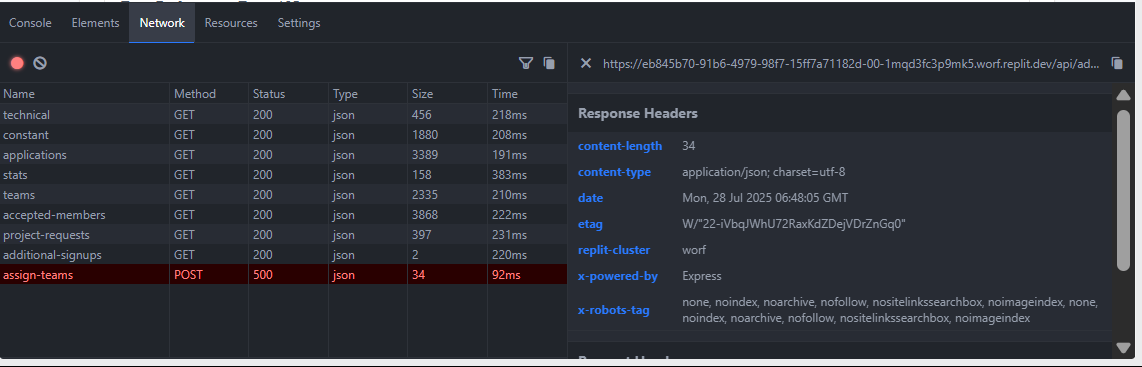 Console Elements Network Resources Settings
https://eb845b70-91b6-4979-98f7-15ff7a71182d-00-1mqd3fc3p9mk5.worf.replit.dev/api/ad...
Name Method Status Type Size Time
technical GET 200 json 456 218ms
constant GET 200 json 1880 208ms
applications GET 200 json 3389 191ms
stats GET 200 json 158 383ms
teams GET 200 json 2335 210ms
accepted-members GET 200 json 3868 222ms
project-requests GET 200 json 397 231ms
additional-signups GET 200 json 2 220ms
assign-teams POST 500 json 34 92ms
Response Headers
content-length 34
content-type application/json; charset=utf-8
date Mon, 28 Jul 2025 06:48:05 GMT
etag W/"22-iVbqJWhU72RaxKdZDejVDrZnGq0"
replit-cluster worf
x-powered-by Express
x-robots-tag none, noindex, noarchive, nofollow, nositelinkssearchbox, noimageindex, none,
noindex, noarchive, nofollow, nositelinkssearchbox, noimageindex